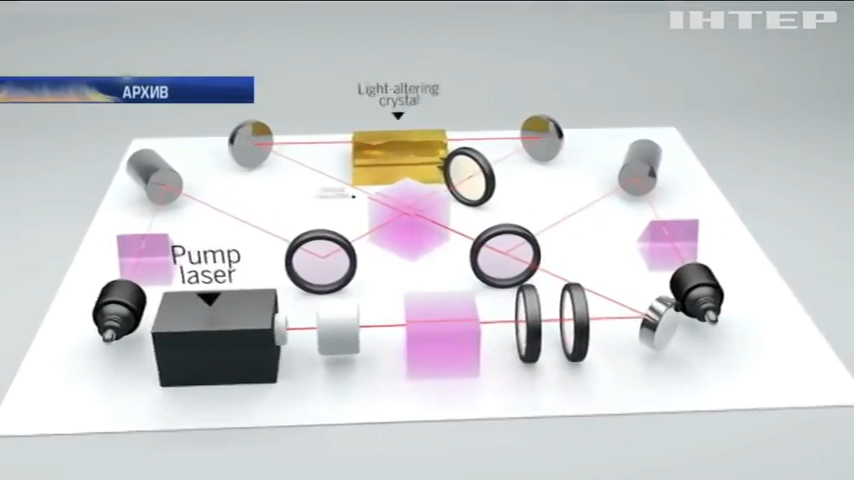 ІНТЕР
АРХИВ
Light-altering
crystal
Pump
laser